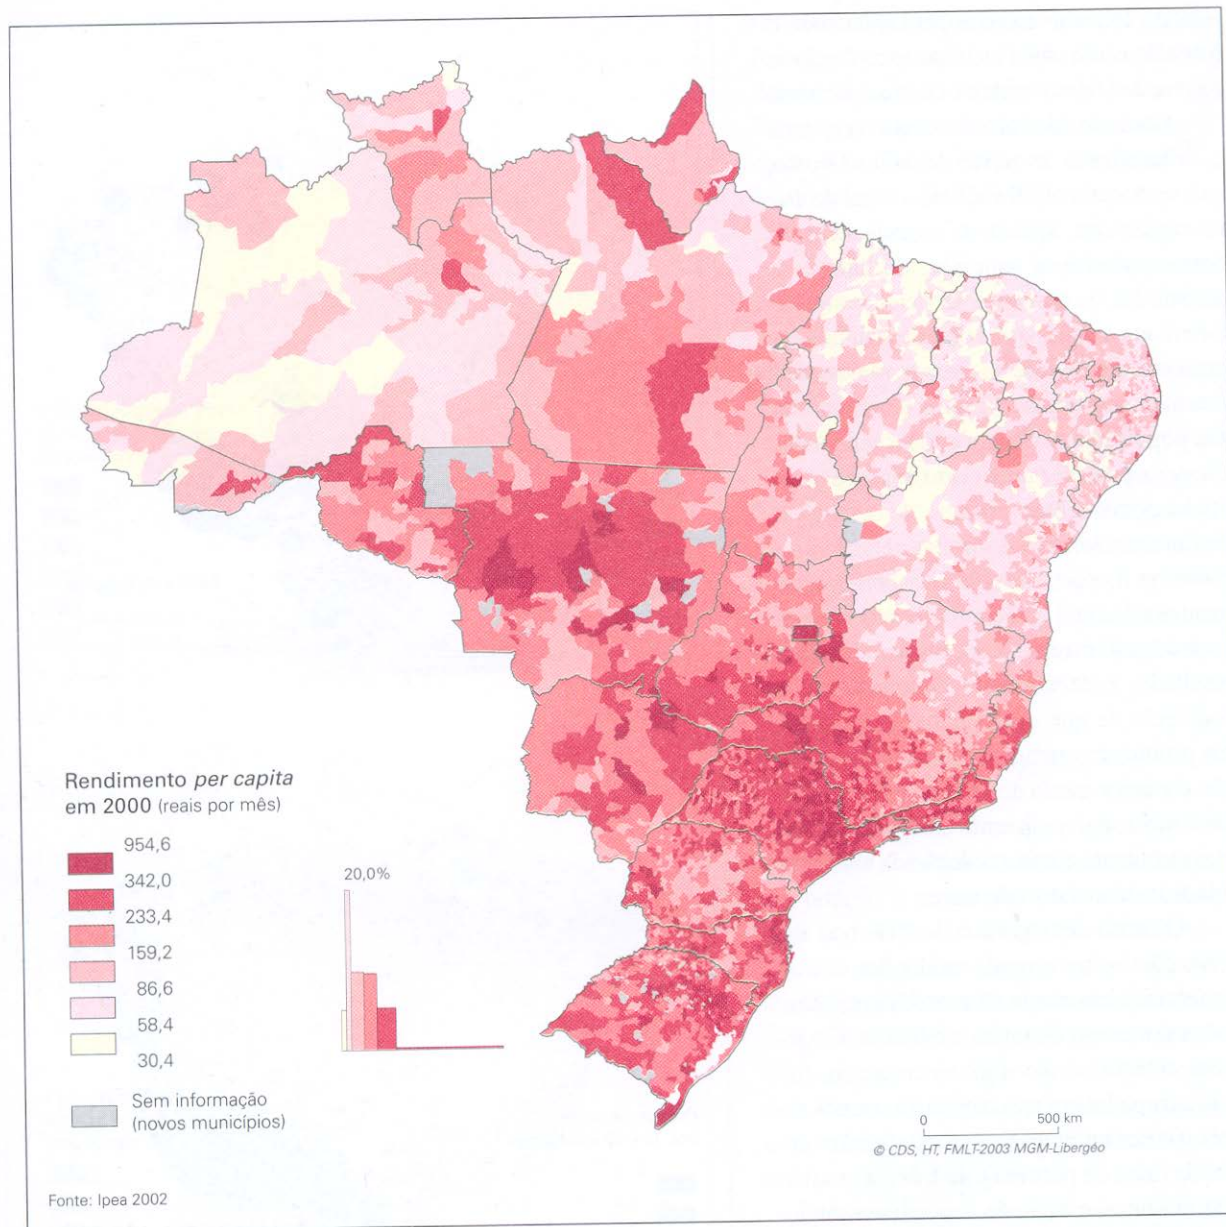 Rendimento per capita
em 2000 (reais por mês)
954,6
342,0
233,4
159,2
86,6
58,4
30,4
Sem informação
(novos municípios)
20,0%
0 500 km
© CDS, HT, FMLT-2003 MGM-Libergéo
Fonte: Ipea 2002